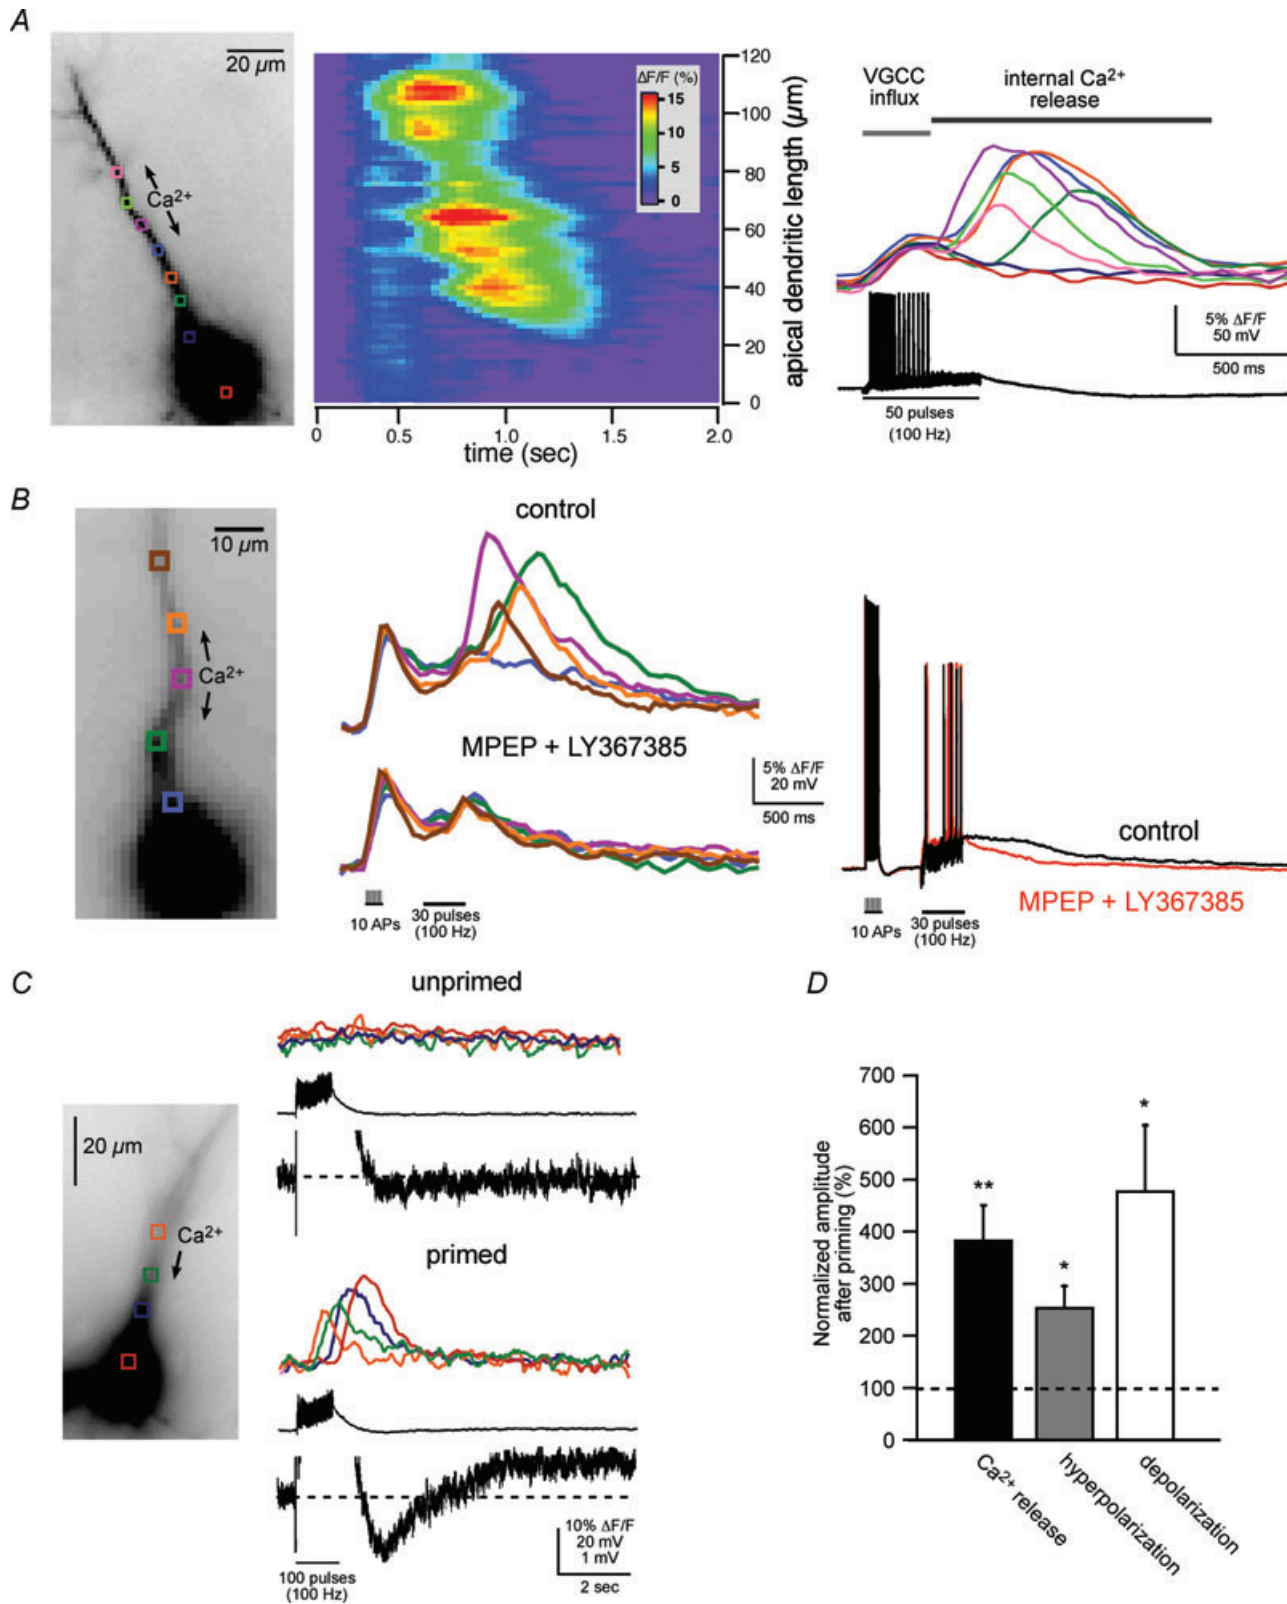 A
20 μm
Ca2+
ΔF/F (%)
15
10
5
0
120
100
80
60
40
20
0
apical dendritic length (μm)
0
0.5
1.0
1.5
2.0
time (sec)
VGCC
influx
internal Ca2+
release
5% ΔF/F
50 mV
500 ms
50 pulses
(100 Hz)
B
10 μm
Ca2+
control
MPEP + LY367385
5% ΔF/F
20 mV
500 ms
10 APs
30 pulses
(100 Hz)
control
MPEP + LY367385
10 APs
30 pulses
(100 Hz)
C
20 μm
Ca2+
unprimed
primed
10% ΔF/F
20 mV
1 mV
2 sec
100 pulses
(100 Hz)
D
Normalized amplitude
after priming (%)
700
600
500
400
300
200
100
0
**
*
*
Ca2+ release
hyperpolarization
depolarization